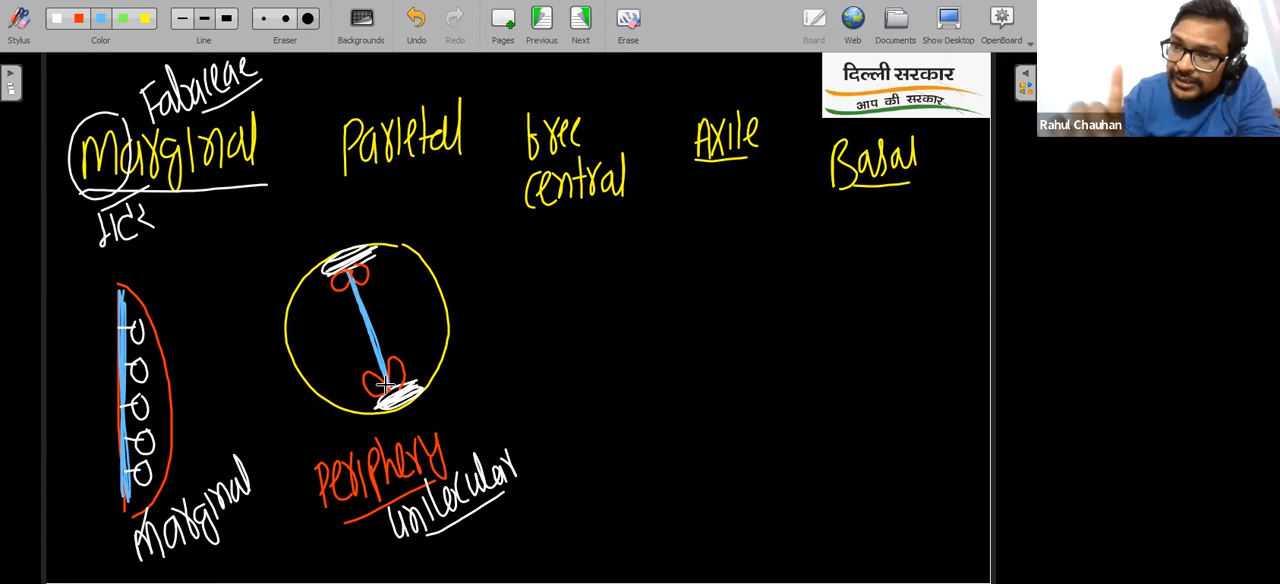 Stylus
Color
Line
Eraser
Backgrounds
Undo
Redo
Pages
Previous
Next
Erase
Board
Web
Documents
Show Desktop
OpenBoard
Rahul Chauhan
दिल्ली सरकार
आप की सरकार
Fabaceae
Marginal
Parietal
free
central
Axile
Basal
मटर
Marginal
Periphery
Unilocular